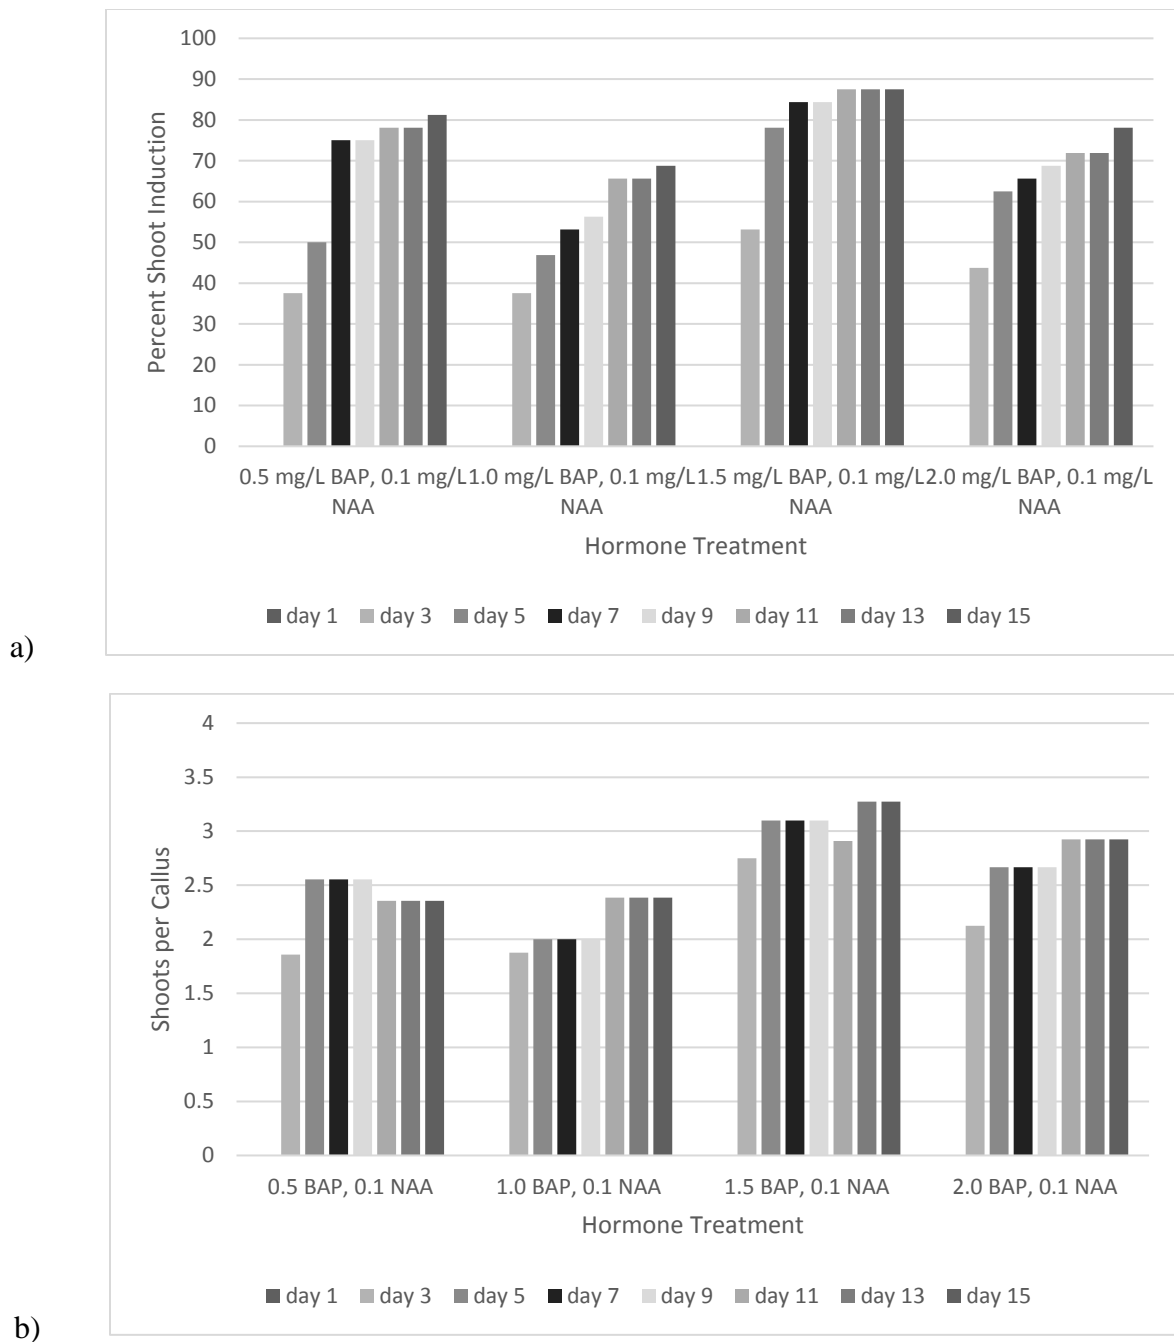 100
90
80
70
60
50
40
30
20
10
0
Percent Shoot Induction
0.5 mg/L BAP, 0.1 mg/L1.0 mg/L BAP, 0.1 mg/L1.5 mg/L BAP, 0.1 mg/L2.0 mg/L BAP, 0.1 mg/L
NAA NAA NAA NAA
Hormone Treatment
day 1 day 3 day 5 day 7 day 9 day 11 day 13 day 15
a)
4
3.5
3
2.5
2
1.5
1
0.5
0
Shoots per Callus
0.5 BAP, 0.1 NAA 1.0 BAP, 0.1 NAA 1.5 BAP, 0.1 NAA 2.0 BAP, 0.1 NAA
Hormone Treatment
day 1 day 3 day 5 day 7 day 9 day 11 day 13 day 15
b)